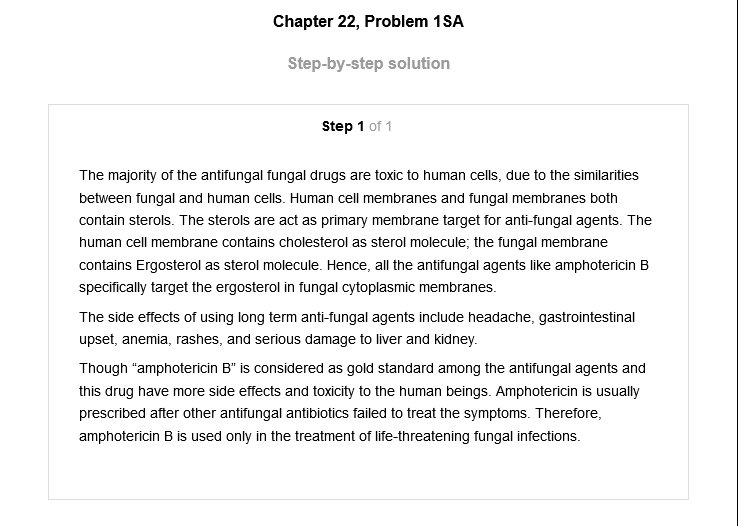 Chapter 22, Problem 1SA
Step-by-step solution
Step 1 of 1
The majority of the antifungal fungal drugs are toxic to human cells, due to the similarities
between fungal and human cells. Human cell membranes and fungal membranes both
contain sterols. The sterols are act as primary membrane target for anti-fungal agents. The
human cell membrane contains cholesterol as sterol molecule; the fungal membrane
contains Ergosterol as sterol molecule. Hence, all the antifungal agents like amphotericin B
specifically target the ergosterol in fungal cytoplasmic membranes.
The side effects of using long term anti-fungal agents include headache, gastrointestinal
upset, anemia, rashes, and serious damage to liver and kidney.
Though “amphotericin B” is considered as gold standard among the antifungal agents and
this drug have more side effects and toxicity to the human beings. Amphotericin is usually
prescribed after other antifungal antibiotics failed to treat the symptoms. Therefore,
amphotericin B is used only in the treatment of life-threatening fungal infections.